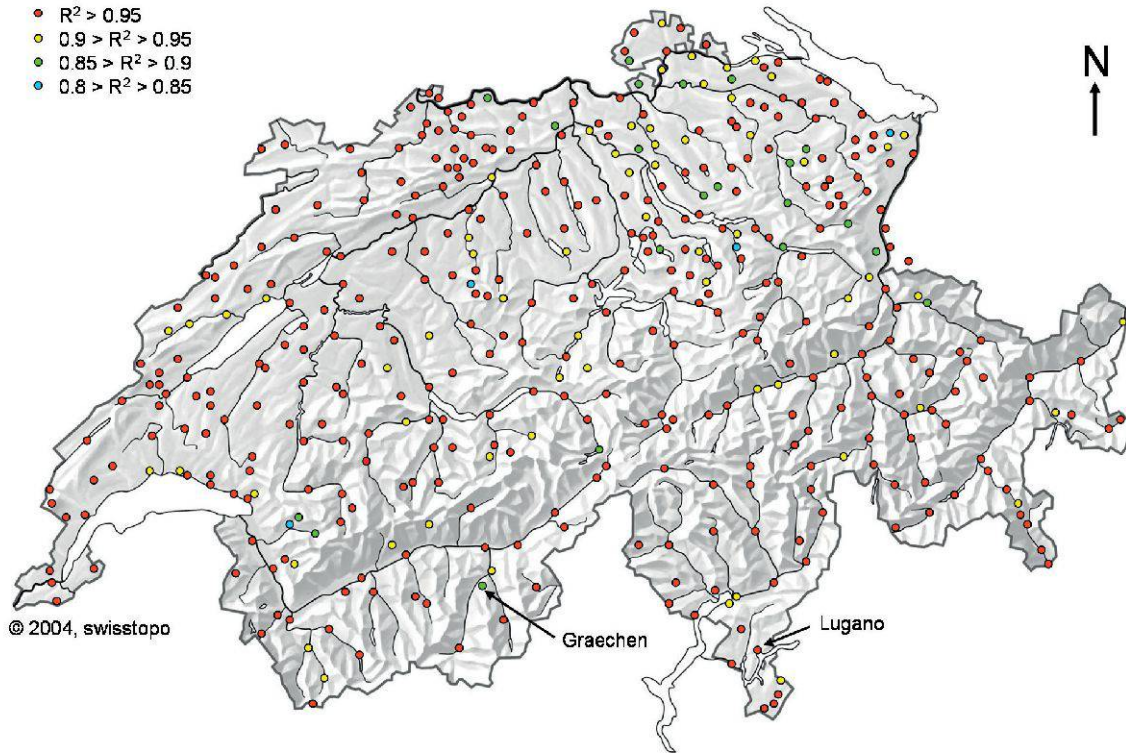 R² > 0.95
0.9 > R² > 0.95
0.85 > R² > 0.9
0.8 > R² > 0.85
N
© 2004, swisstopo
Graechen
Lugano